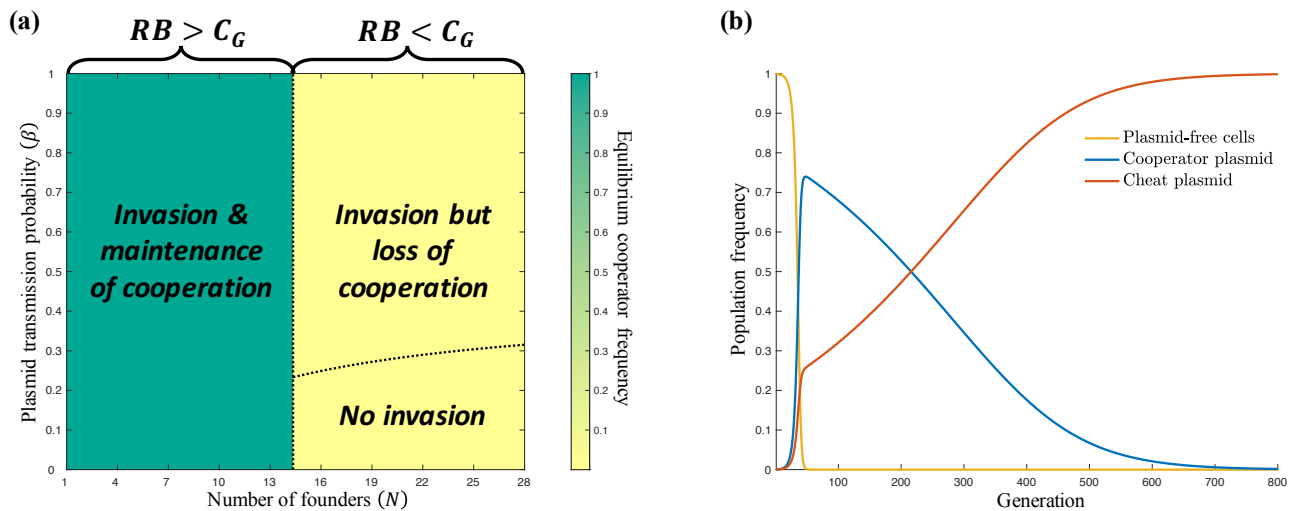 (a)
RB > C_G
RB < C_G
Plasmid transmission probability (β)
1
0.9
0.8
0.7
0.6
0.5
0.4
0.3
0.2
0.1
0
Invasion &
maintenance
of cooperation
Invasion but
loss of
cooperation
No invasion
1 4 7 10 13 16 19 22 25 28
Number of founders (N)
1
0.9
0.8
0.7
0.6
0.5
0.4
0.3
0.2
0.1
Equilibrium cooperator frequency
(b)
Population frequency
1
0.9
0.8
0.7
0.6
0.5
0.4
0.3
0.2
0.1
0
Plasmid-free cells
Cooperator plasmid
Cheat plasmid
100 200 300 400 500 600 700 800
Generation